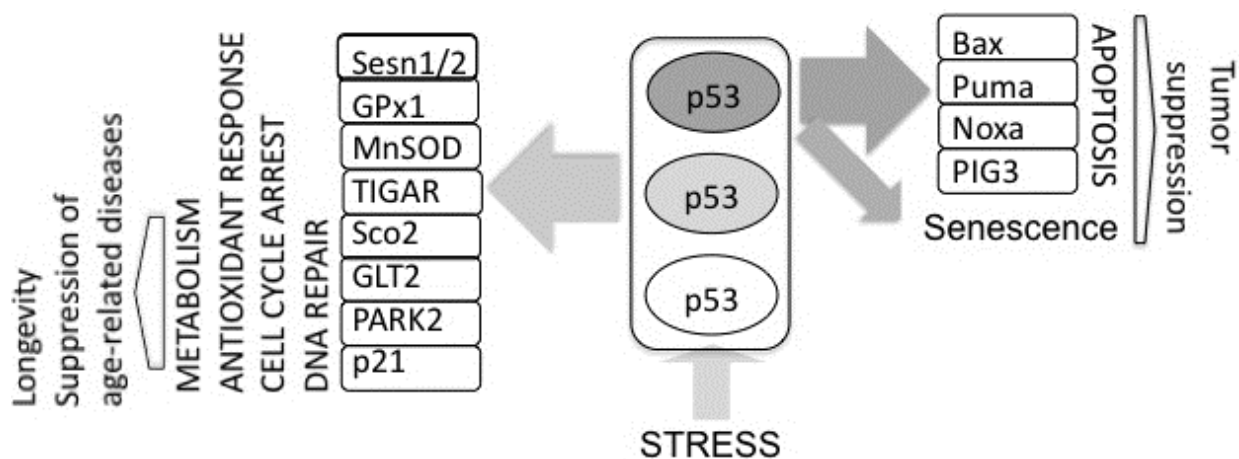 Longevity
Suppression of
age-related diseases
METABOLISM
ANTIOXIDANT RESPONSE
CELL CYCLE ARREST
DNA REPAIR
Sesn1/2
GPx1
MnSOD
TIGAR
Sco2
GLT2
PARK2
p21
p53
p53
p53
STRESS
Bax
Puma
Noxa
PIG3
APOPTOSIS
Senescence
Tumor
suppression